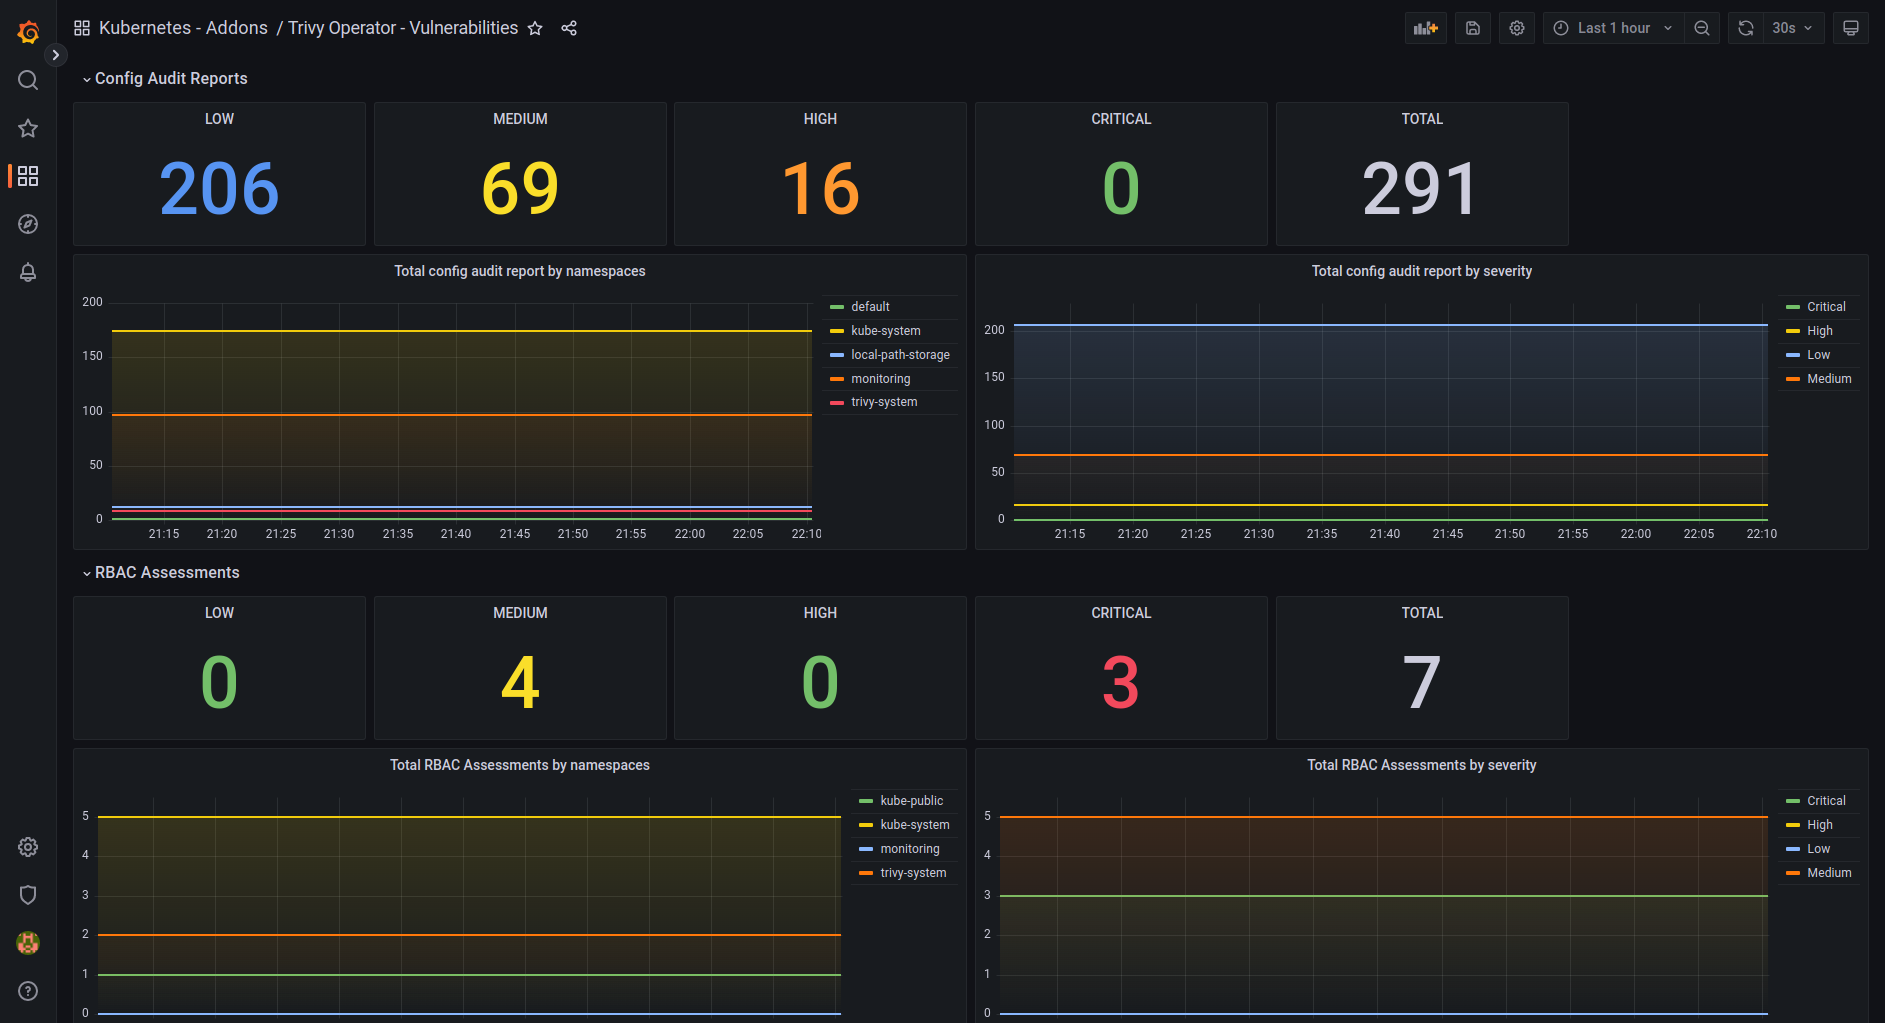 Kubernetes - Addons / Trivy Operator - Vulnerabilities
Last 1 hour
30s
Config Audit Reports
LOW
206
MEDIUM
69
HIGH
16
CRITICAL
0
TOTAL
291
Total config audit report by namespaces
200
150
100
50
0
21:15 21:20 21:25 21:30 21:35 21:40 21:45 21:50 21:55 22:00 22:05 22:10
default
kube-system
local-path-storage
monitoring
trivy-system
Total config audit report by severity
200
150
100
50
0
21:15 21:20 21:25 21:30 21:35 21:40 21:45 21:50 21:55 22:00 22:05 22:10
Critical
High
Low
Medium
RBAC Assessments
LOW
0
MEDIUM
4
HIGH
0
CRITICAL
3
TOTAL
7
Total RBAC Assessments by namespaces
5
4
3
2
1
0
kube-public
kube-system
monitoring
trivy-system
Total RBAC Assessments by severity
5
4
3
2
1
0
Critical
High
Low
Medium